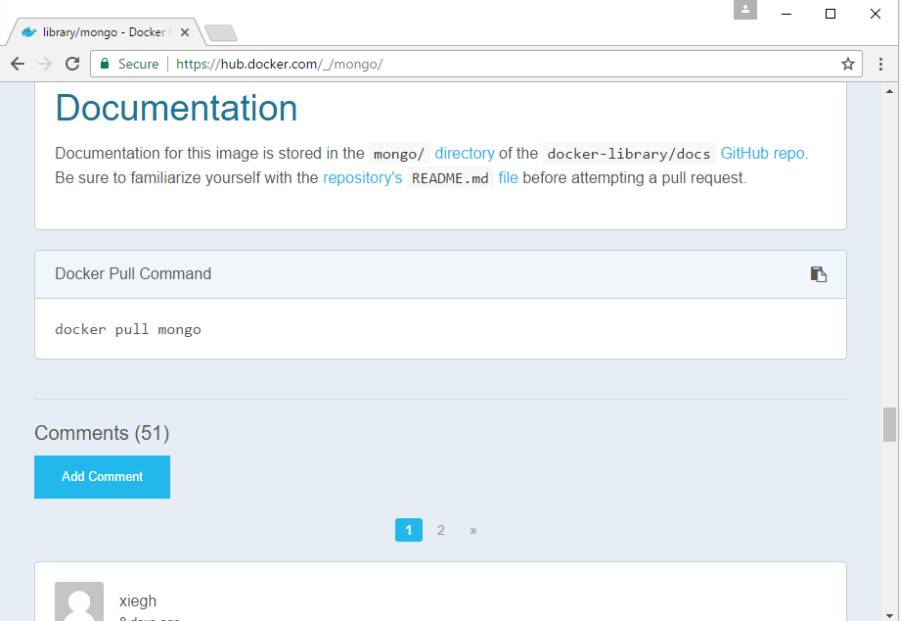 library/mongo - Docker
Secure
https://hub.docker.com/_/mongo/
Documentation
Documentation for this image is stored in the mongo/ directory of the docker-library/docs GitHub repo.
Be sure to familiarize yourself with the repository's README.md file before attempting a pull request.
Docker Pull Command
docker pull mongo
Comments (51)
Add Comment
1 2 »
xiegh